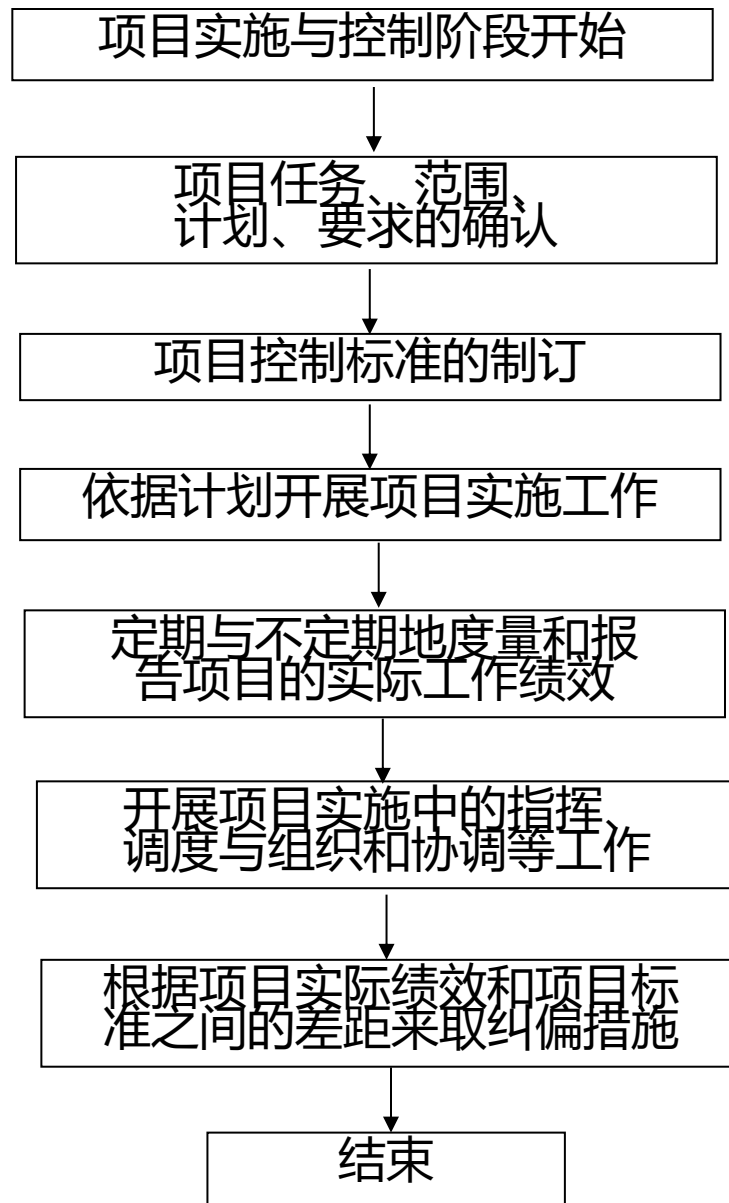 项目实施与控制阶段开始
项目任务、范围、
计划、要求的确认
项目控制标准的制订
依据计划开展项目实施工作
定期与不定期地度量和报
告项目的实际工作绩效
开展项目实施中的指挥、
调度与组织和协调等工作
根据项目实际绩效和项目标
准之间的差距来取纠偏措施
结束